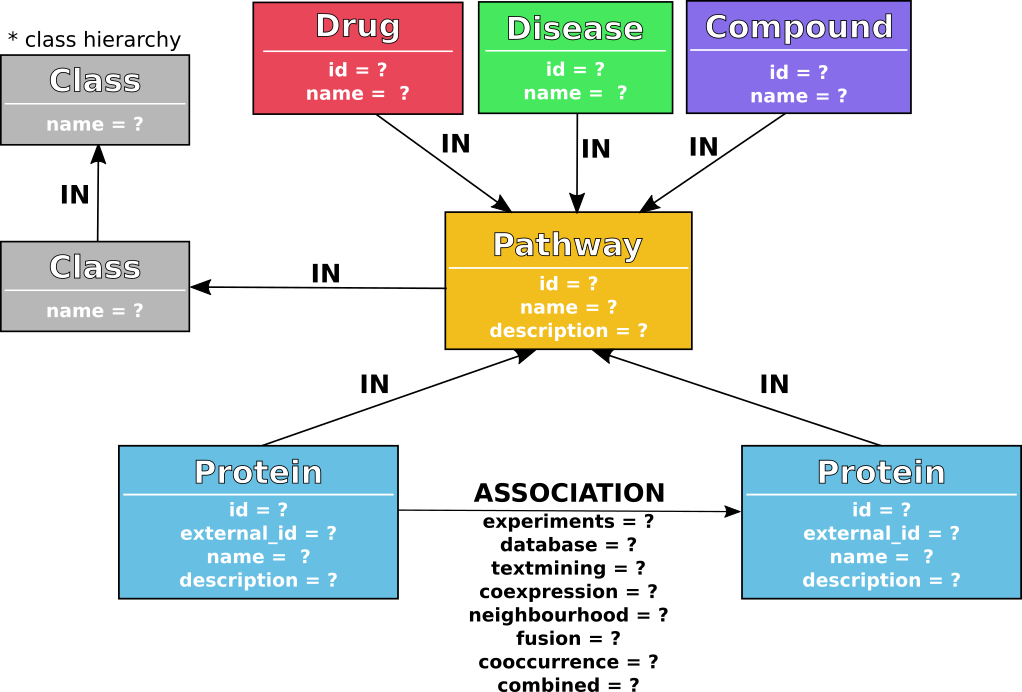 * class hierarchy
Class
name = ?
IN
Class
name = ?
Drug
id = ?
name =  ?
Disease
id = ?
name =  ?
Compound
id = ?
name = ?
IN
IN
IN
Pathway
id = ?
name = ?
description = ?
IN
IN
IN
Protein
id = ?
external_id = ?
name =  ?
description = ?
ASSOCIATION
experiments = ?
database = ?
textmining = ?
coexpression = ?
neighbourhood = ?
fusion = ?
cooccurrence = ?
combined = ?
Protein
id = ?
external_id = ?
name =  ?
description = ?